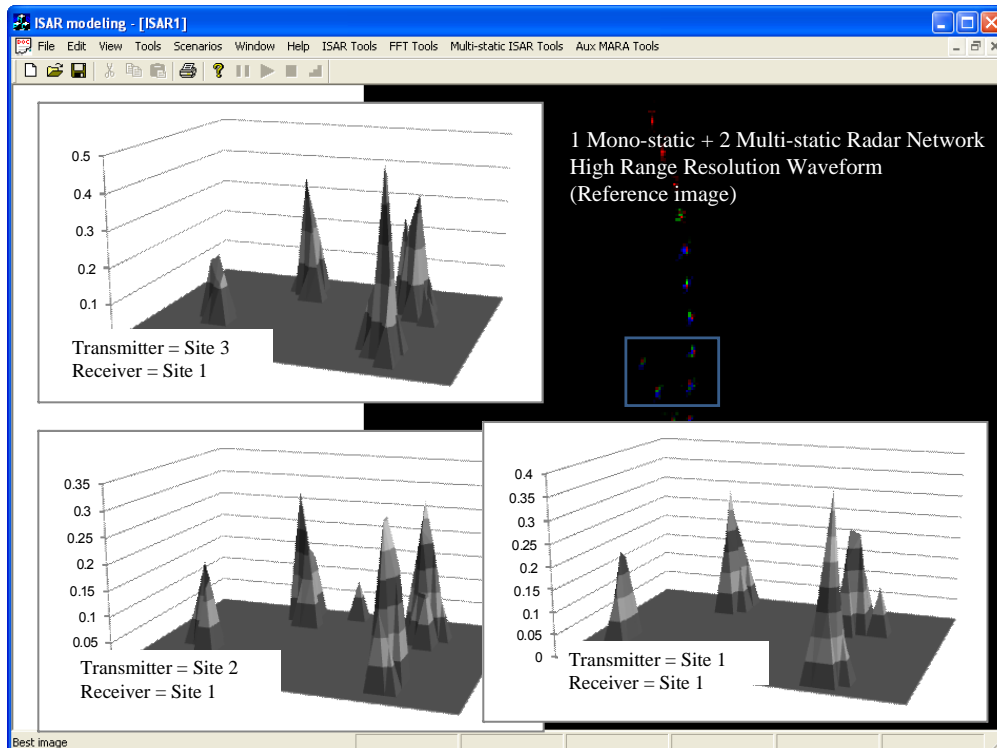 ISAR modeling - [ISAR1]
File Edit View Tools Scenarios Window Help ISAR Tools FFT Tools Multi-static ISAR Tools Aux MARA Tools
1 Mono-static + 2 Multi-static Radar Network
High Range Resolution Waveform
(Reference image)
0.5
0.4
0.3
0.2
0.1
Transmitter = Site 3
Receiver = Site 1
0.35
0.3
0.25
0.2
0.15
0.1
0.05
Transmitter = Site 2
Receiver = Site 1
0.4
0.35
0.3
0.25
0.2
0.15
0.1
0.05
0
Transmitter = Site 1
Receiver = Site 1
Best image